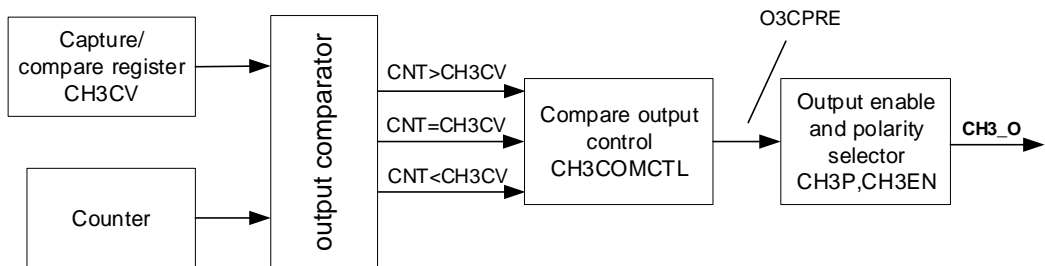 Capture/
compare register
CH3CV
Counter
output comparator
CNT>CH3CV
CNT=CH3CV
CNT<CH3CV
Compare output
control
CH3COMCTL
O3CPRE
Output enable
and polarity
selector
CH3P,CH3EN
CH3_O